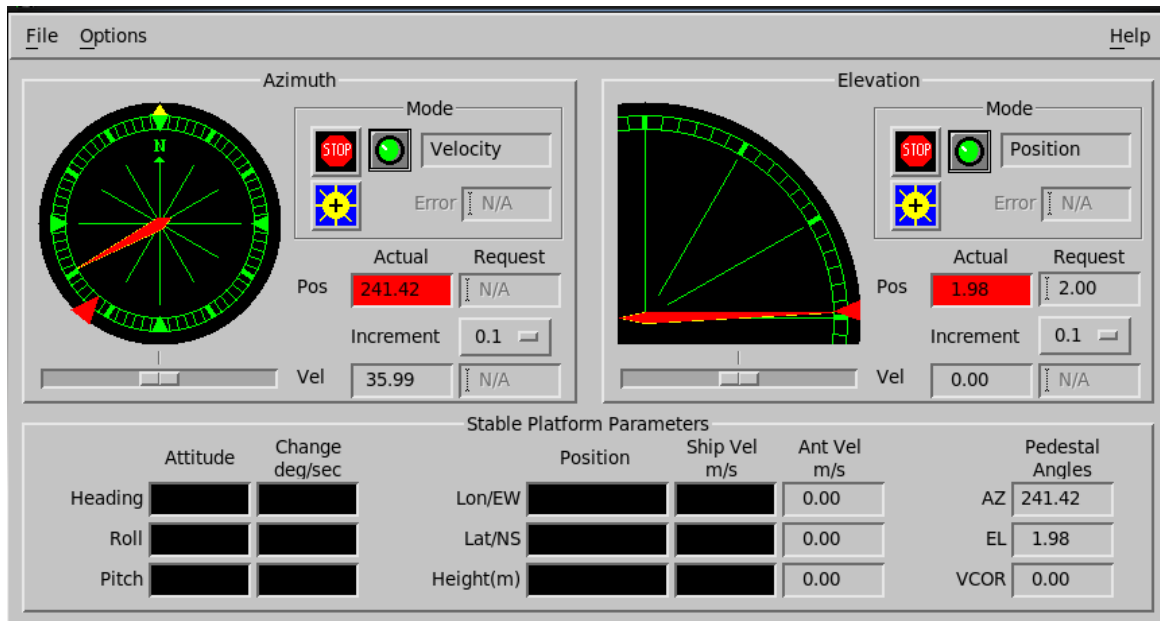 File Options Help
Azimuth
Mode
STOP Velocity
Error N/A
N
Actual Request
Pos 241.42 N/A
Increment 0.1
Vel 35.99 N/A
Elevation
Mode
STOP Position
Error N/A
Actual Request
Pos 1.98 2.00
Increment 0.1
Vel 0.00 N/A
Stable Platform Parameters
Attitude Change deg/sec Position Ship Vel m/s Ant Vel m/s Pedestal Angles
Heading Lon/EW 0.00 AZ 241.42
Roll Lat/NS 0.00 EL 1.98
Pitch Height(m) 0.00 VCOR 0.00